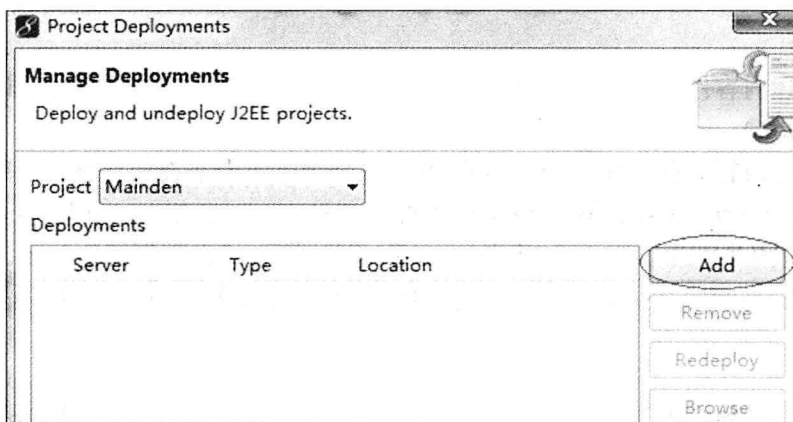 Project Deployments
Manage Deployments
Deploy and undeploy J2EE projects.
Project Mainden
Deployments
Server Type Location
Add
Remove
Redeploy
Browse